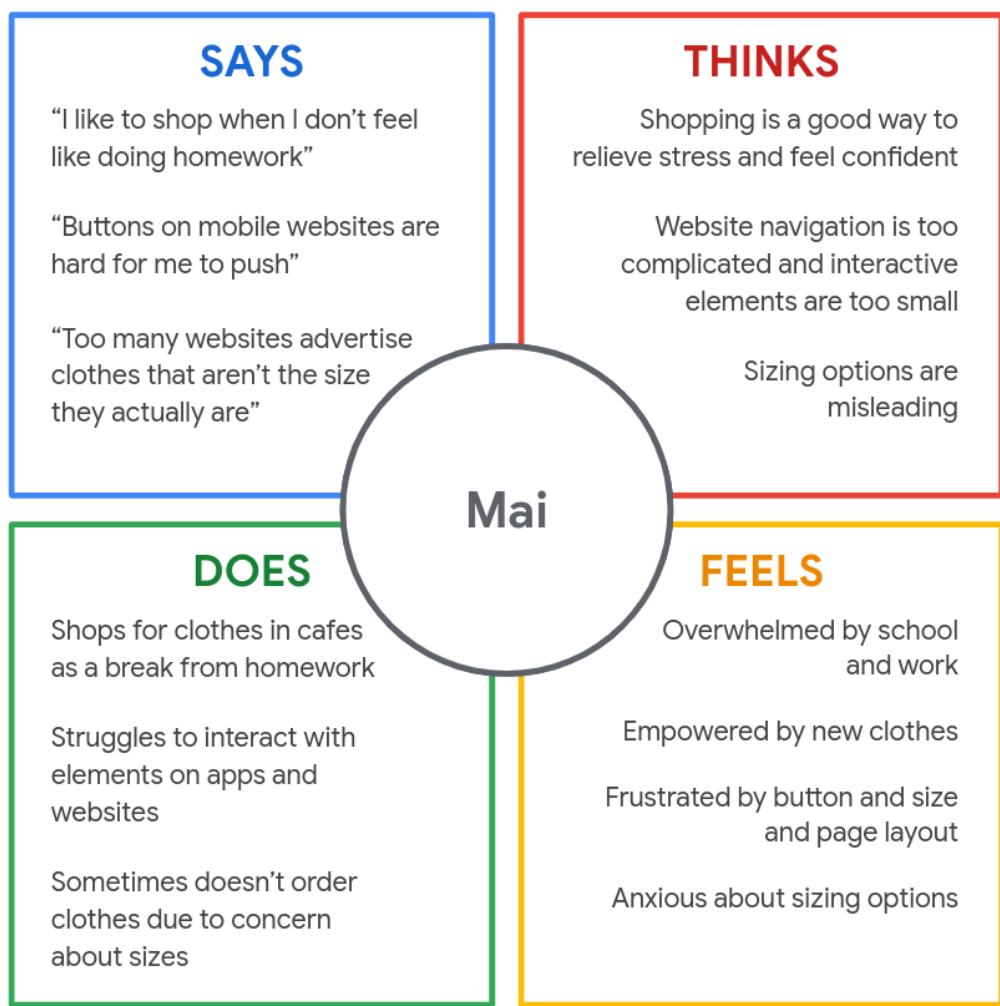 SAYS
“I like to shop when I don’t feel
like doing homework”
“Buttons on mobile websites are
hard for me to push”
“Too many websites advertise
clothes that aren’t the size
they actually are”
THINKS
Shopping is a good way to
relieve stress and feel confident
Website navigation is too
complicated and interactive
elements are too small
Sizing options are
misleading
Mai
DOES
Shops for clothes in cafes
as a break from homework
Struggles to interact with
elements on apps and
websites
Sometimes doesn’t order
clothes due to concern
about sizes
FEELS
Overwhelmed by school
and work
Empowered by new clothes
Frustrated by button and size
and page layout
Anxious about sizing options